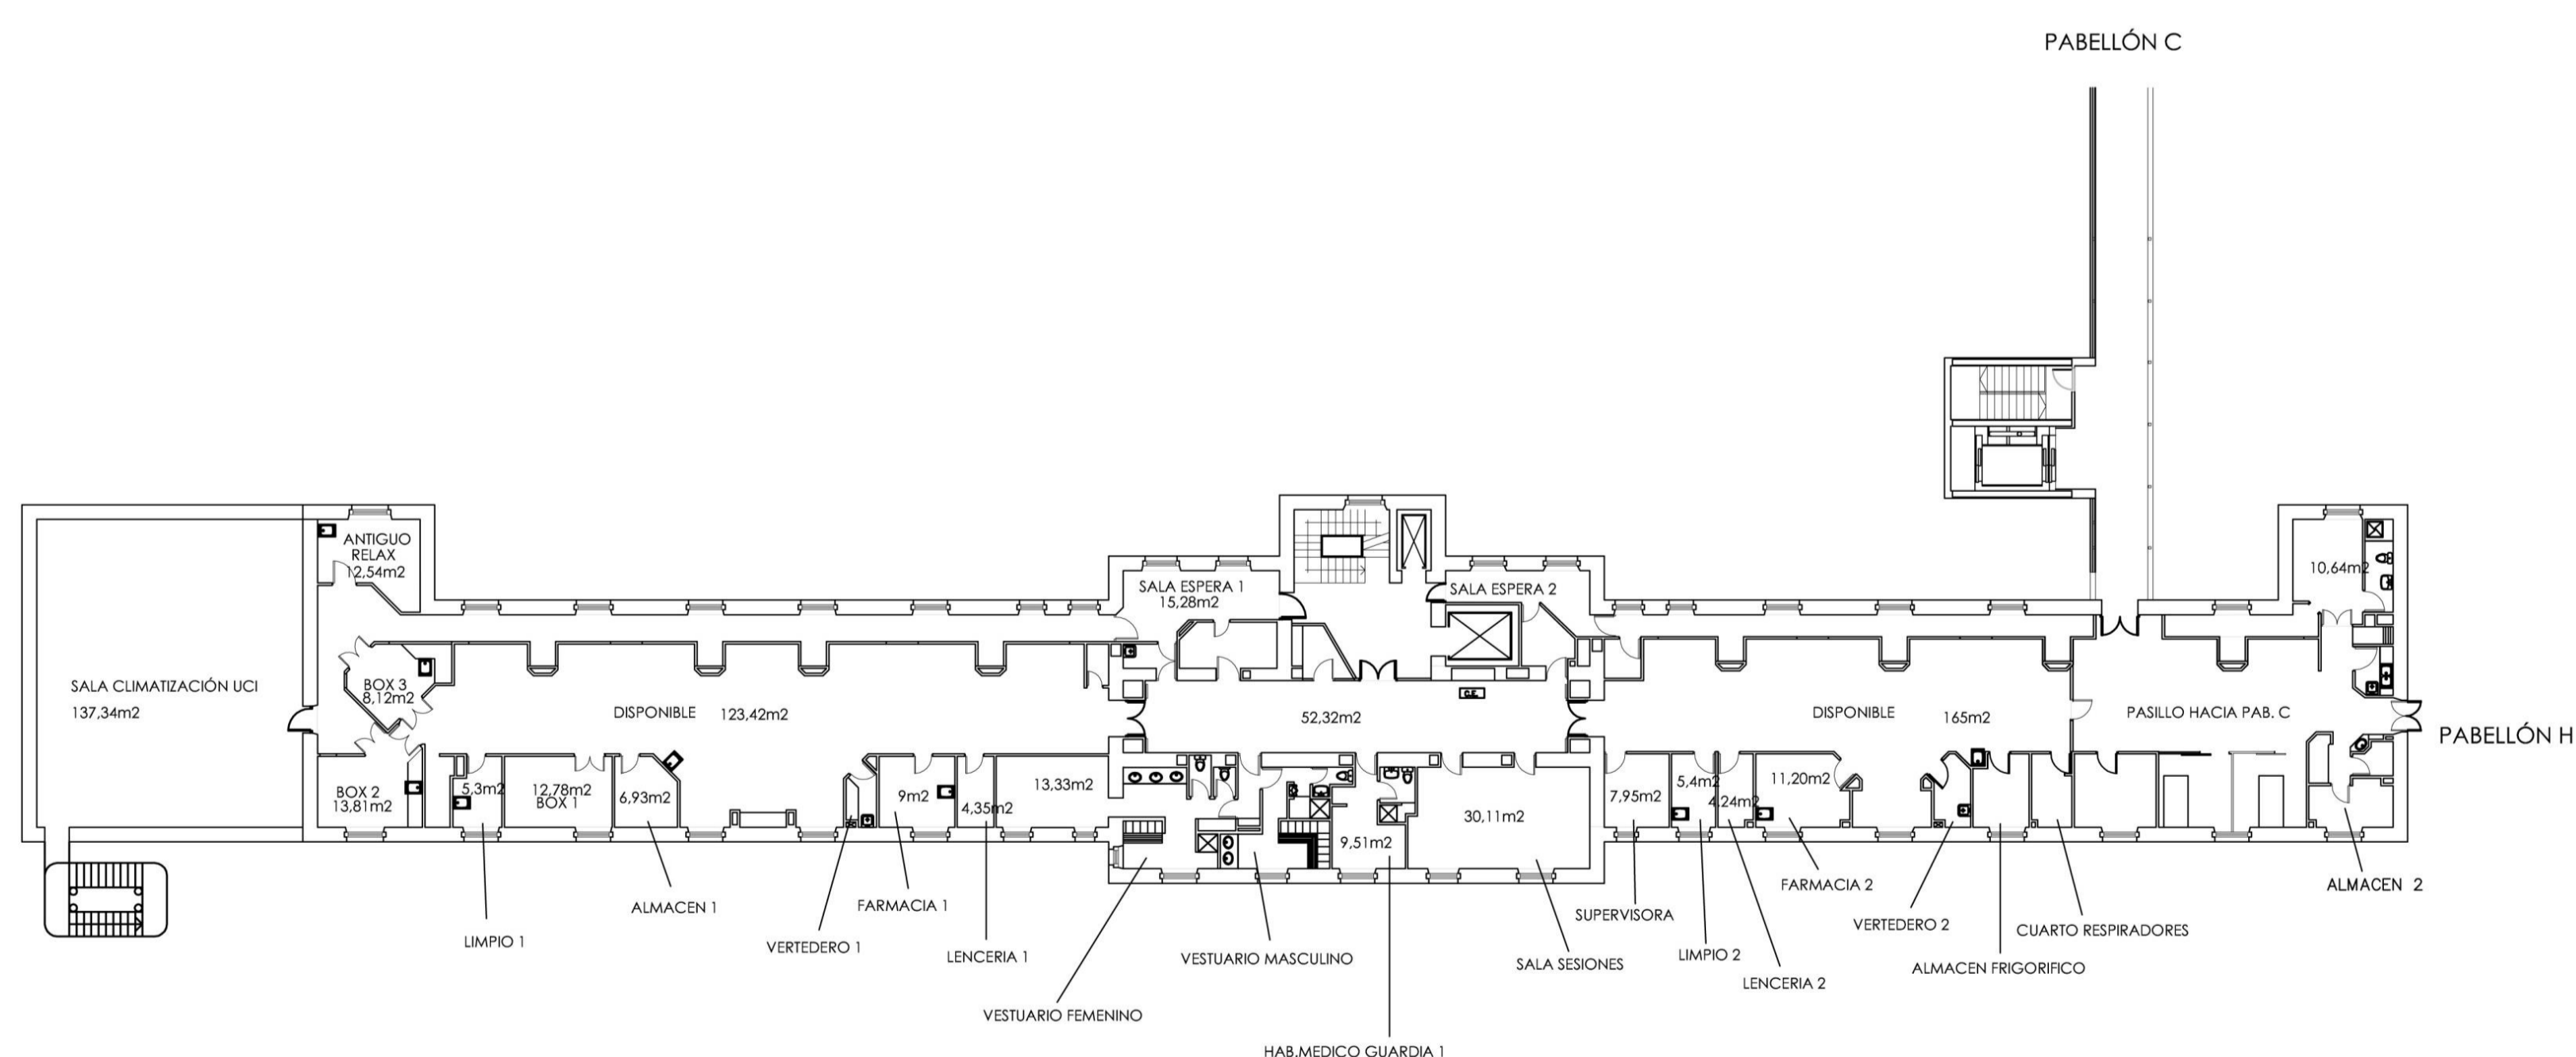 PABELLÓN C
ANTIGUO
RELAX
12,54m2
SALA ESPERA 1
15,28m2
SALA ESPERA 2
10,64m2
SALA CLIMATIZACIÓN UCI
137,34m2
BOX 3
8,12m2
DISPONIBLE 123,42m2
52,32m2
C.E.
DISPONIBLE 165m2
PASILLO HACIA PAB. C
PABELLÓN H
BOX 2
13,81m2
5,3m2
12,78m2
BOX 1
6,93m2
9m2
4,35m2
13,33m2
9,51m2
30,11m2
7,95m2
5,4m2
4,24m2
11,20m2
LIMPIO 1
ALMACEN 1
VERTEDERO 1
FARMACIA 1
LENCERIA 1
VESTUARIO FEMENINO
VESTUARIO MASCULINO
HAB.MEDICO GUARDIA 1
SALA SESIONES
SUPERVISORA
LIMPIO 2
LENCERIA 2
FARMACIA 2
VERTEDERO 2
ALMACEN FRIGORIFICO
CUARTO RESPIRADORES
ALMACEN 2